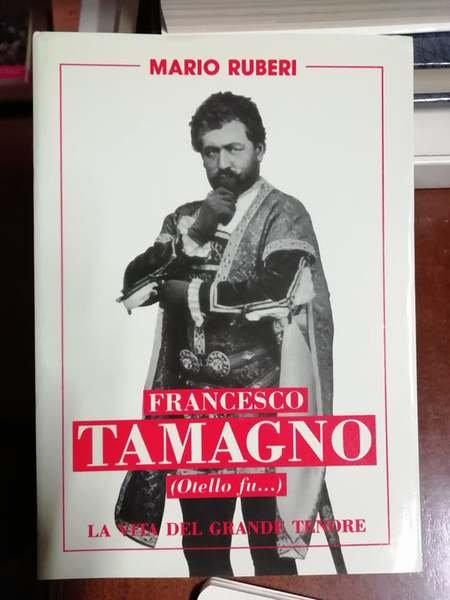 MARIO RUBERI
FRANCESCO
TAMAGNO
(Otello fu...)
LA VITA DEL GRANDE TENORE